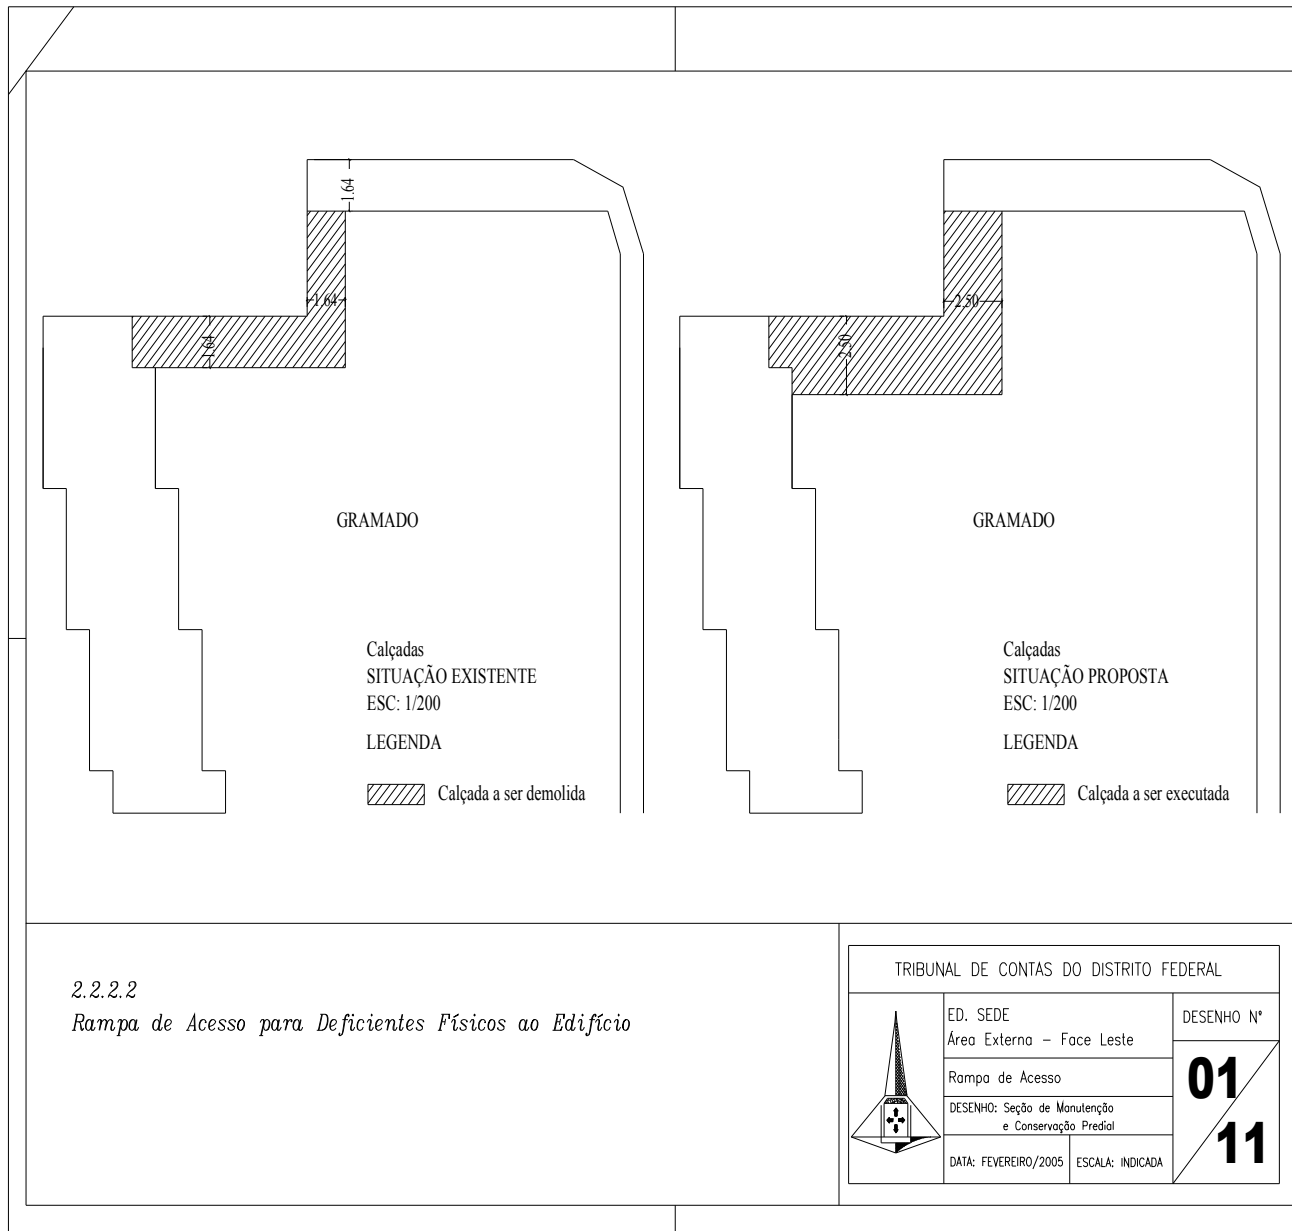 1.64
1.64
1.64
GRAMADO
Calçadas
SITUAÇÃO EXISTENTE
ESC: 1/200
LEGENDA
Calçada a ser demolida
2.50
2.50
GRAMADO
Calçadas
SITUAÇÃO PROPOSTA
ESC: 1/200
LEGENDA
Calçada a ser executada
2.2.2.2
Rampa de Acesso para Deficientes Físicos ao Edifício
TRIBUNAL DE CONTAS DO DISTRITO FEDERAL
ED. SEDE
Área Externa – Face Leste
Rampa de Acesso
DESENHO: Seção de Manutenção
e Conservação Predial
DATA: FEVEREIRO/2005
ESCALA: INDICADA
DESENHO N°
01
11